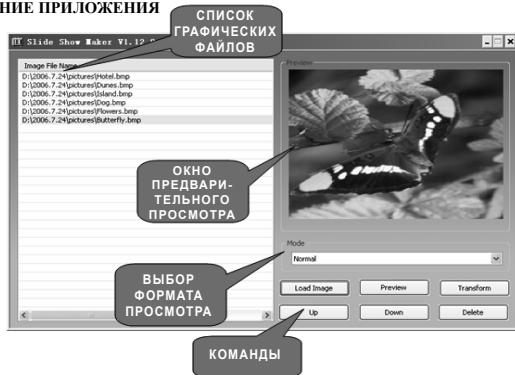 НИЕ ПРИЛОЖЕНИЯ
СПИСОК
ГРАФИЧЕСКИХ
ФАЙЛОВ
Slide Show Maker V1.12
Image File Name
D:\2006.7.24\pictures\Hotel.bmp
D:\2006.7.24\pictures\Dunes.bmp
D:\2006.7.24\pictures\Island.bmp
D:\2006.7.24\pictures\Dog.bmp
D:\2006.7.24\pictures\Flowers.bmp
D:\2006.7.24\pictures\Butterfly.bmp
Preview
ОКНО
ПРЕДВАРИ-
ТЕЛЬНОГО
ПРОСМОТРА
Mode
Normal
ВЫБОР
ФОРМАТА
ПРОСМОТРА
Load Image
Preview
Transform
Up
Down
Delete
КОМАНДЫ